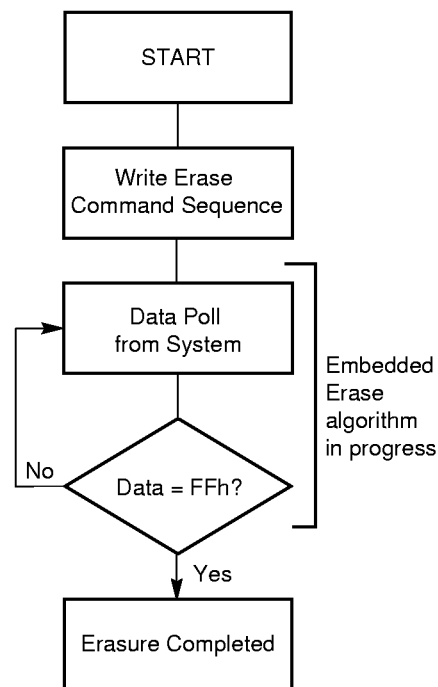 START
Write Erase
Command Sequence
Data Poll
from System
Embedded
Erase
algorithm
in progress
No
Data = FFh?
Yes
Erasure Completed